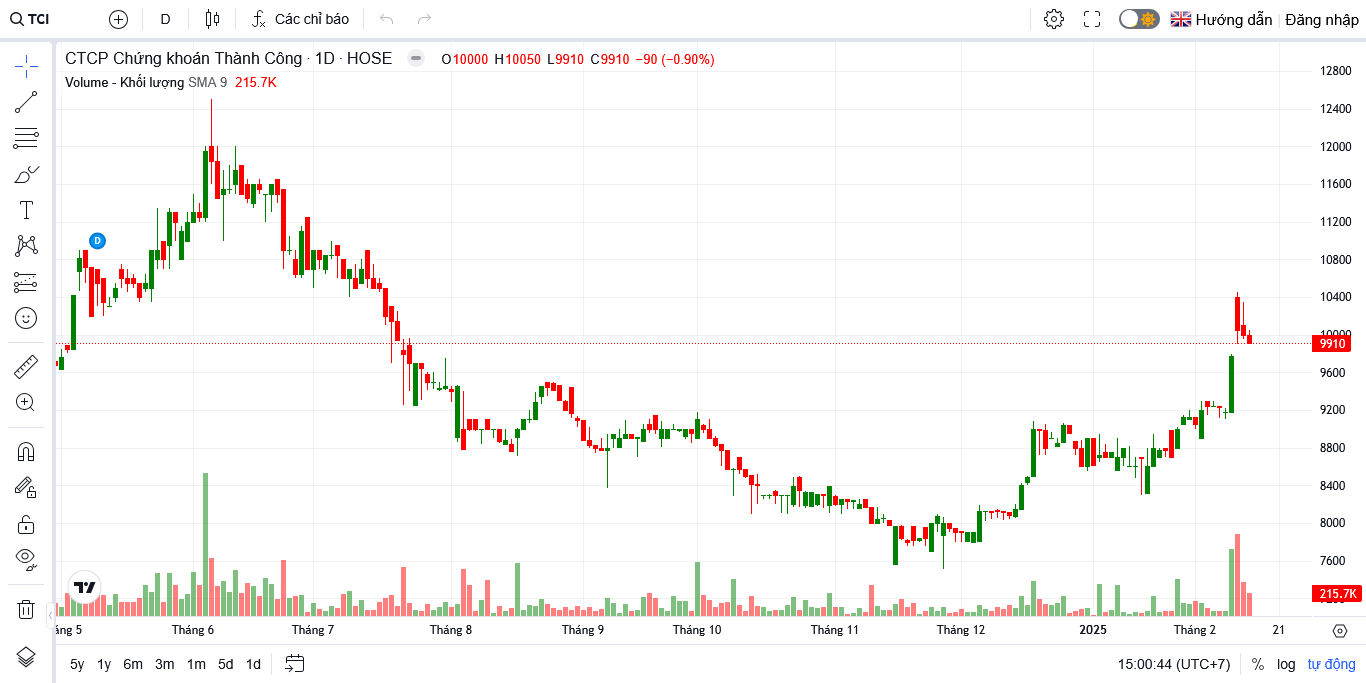 TCI
D
Các chỉ báo
Hướng dẫn
Đăng nhập
CTCP Chứng khoán Thành Công · 1D · HOSE
O10000 H10050 L9910 C9910 −90 (−0.90%)
Volume - Khối lượng SMA 9 215.7K
D
12800
12400
12000
11600
11200
10800
10400
10000
9910
9600
9200
8800
8400
8000
7600
215.7K
áng 5
Tháng 6
Tháng 7
Tháng 8
Tháng 9
Tháng 10
Tháng 11
Tháng 12
2025
Tháng 2
21
5y 1y 6m 3m 1m 5d 1d
15:00:44 (UTC+7)
%
log
tự động